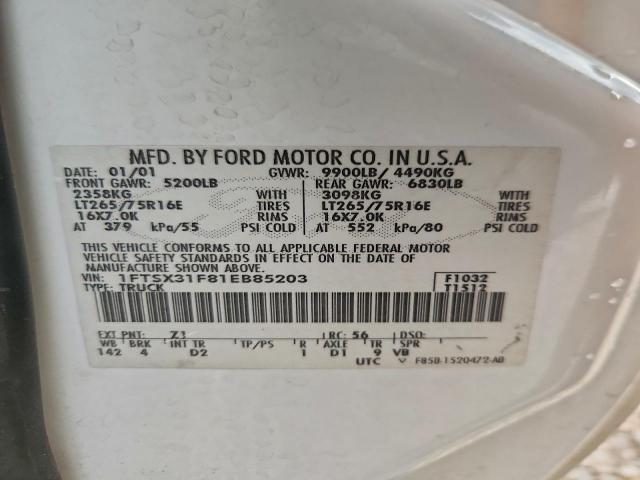 MFD. BY FORD MOTOR CO. IN U.S.A.
DATE: 01/01 GVWR: 9900LB/ 4490KG
FRONT GAWR: 5200LB REAR GAWR: 6830LB
2358KG WITH 3098KG WITH
LT265/75R16E TIRES LT265/75R16E TIRES
16X7.0K RIMS 16X7.0K RIMS
AT 379 kPa/55 PSI COLD AT 552 kPa/80 PSI COLD
THIS VEHICLE CONFORMS TO ALL APPLICABLE FEDERAL MOTOR
VEHICLE SAFETY STANDARDS IN EFFECT ON THE DATE OF
MANUFACTURE SHOWN ABOVE.
VIN: 1FTSX31F81EB85203 F1032
TYPE: TRUCK T1512
EXT PNT: Z1 RC: 56 DSO:
WB BRK INT TR TP/PS R AXLE TR SPR
142 4 D2 1 D1 9 VB
UTC F85B-1520472-AB